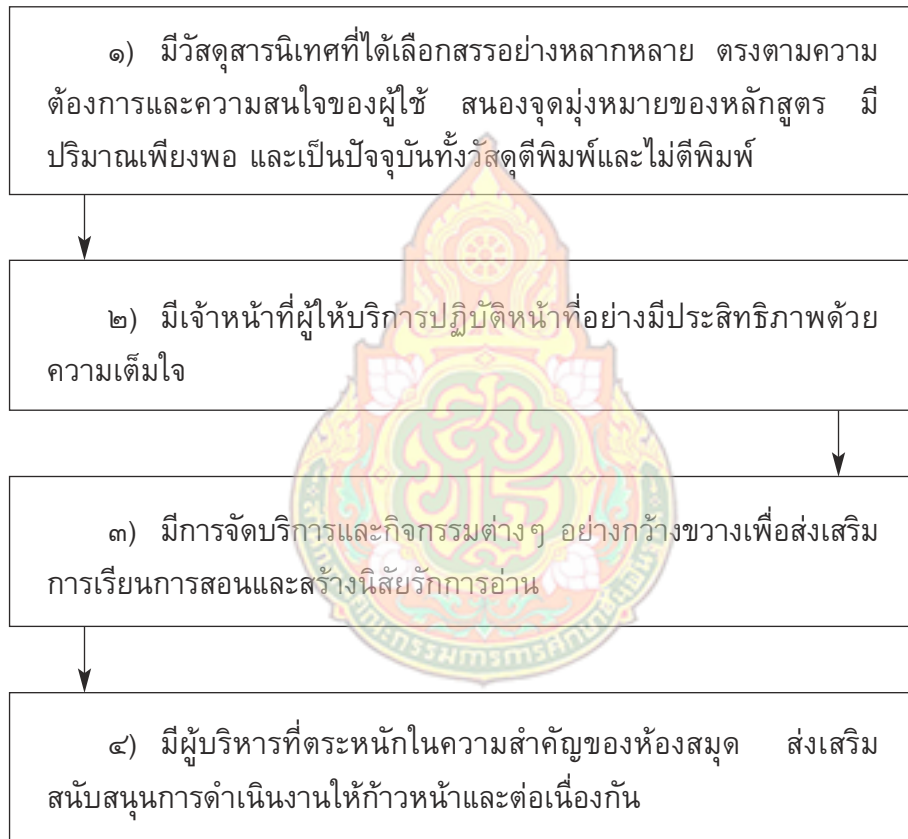 ๑) มีวัสดุสารนิเทศที่ได้เลือกสรรอย่างหลากหลาย ตรงตามความ
ต้องการและความสนใจของผู้ใช้ สนองจุดมุ่งหมายของหลักสูตร มี
ปริมาณเพียงพอ และเป็นปัจจุบันทั้งวัสดุตีพิมพ์และไม่ตีพิมพ์
๒) มีเจ้าหน้าที่ผู้ให้บริการปฏิบัติหน้าที่อย่างมีประสิทธิภาพด้วย
ความเต็มใจ
๓) มีการจัดบริการและกิจกรรมต่างๆ อย่างกว้างขวางเพื่อส่งเสริม
การเรียนการสอนและสร้างนิสัยรักการอ่าน
๔) มีผู้บริหารที่ตระหนักในความสำคัญของห้องสมุด ส่งเสริม
สนับสนุนการดำเนินงานให้ก้าวหน้าและต่อเนื่องกัน